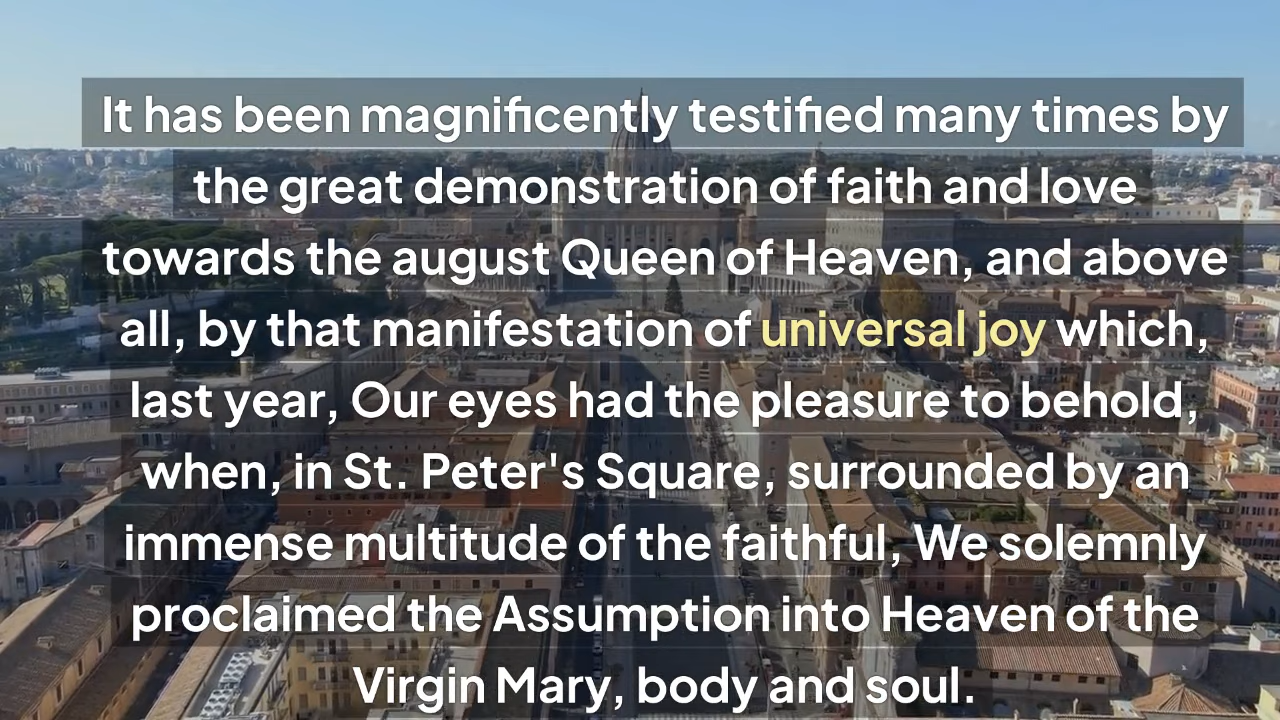 It has been magnificently testified many times by
the great demonstration of faith and love
towards the august Queen of Heaven, and above
all, by that manifestation of universal joy which,
last year, Our eyes had the pleasure to behold,
when, in St. Peter's Square, surrounded by an
immense multitude of the faithful, We solemnly
proclaimed the Assumption into Heaven of the
Virgin Mary, body and soul.